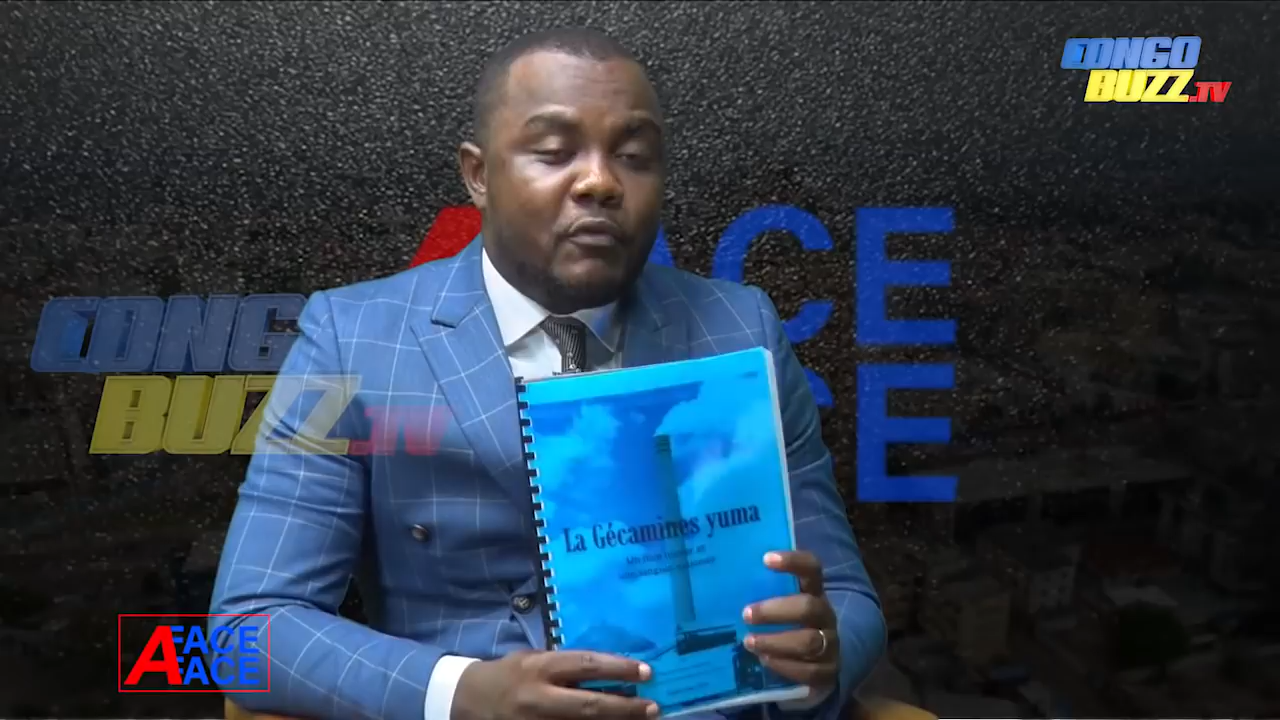 CONGO
BUZZ.TV
A FACE
FACE
CONGO
BUZZ.TV
La Gécamines yuma
A FACE
FACE